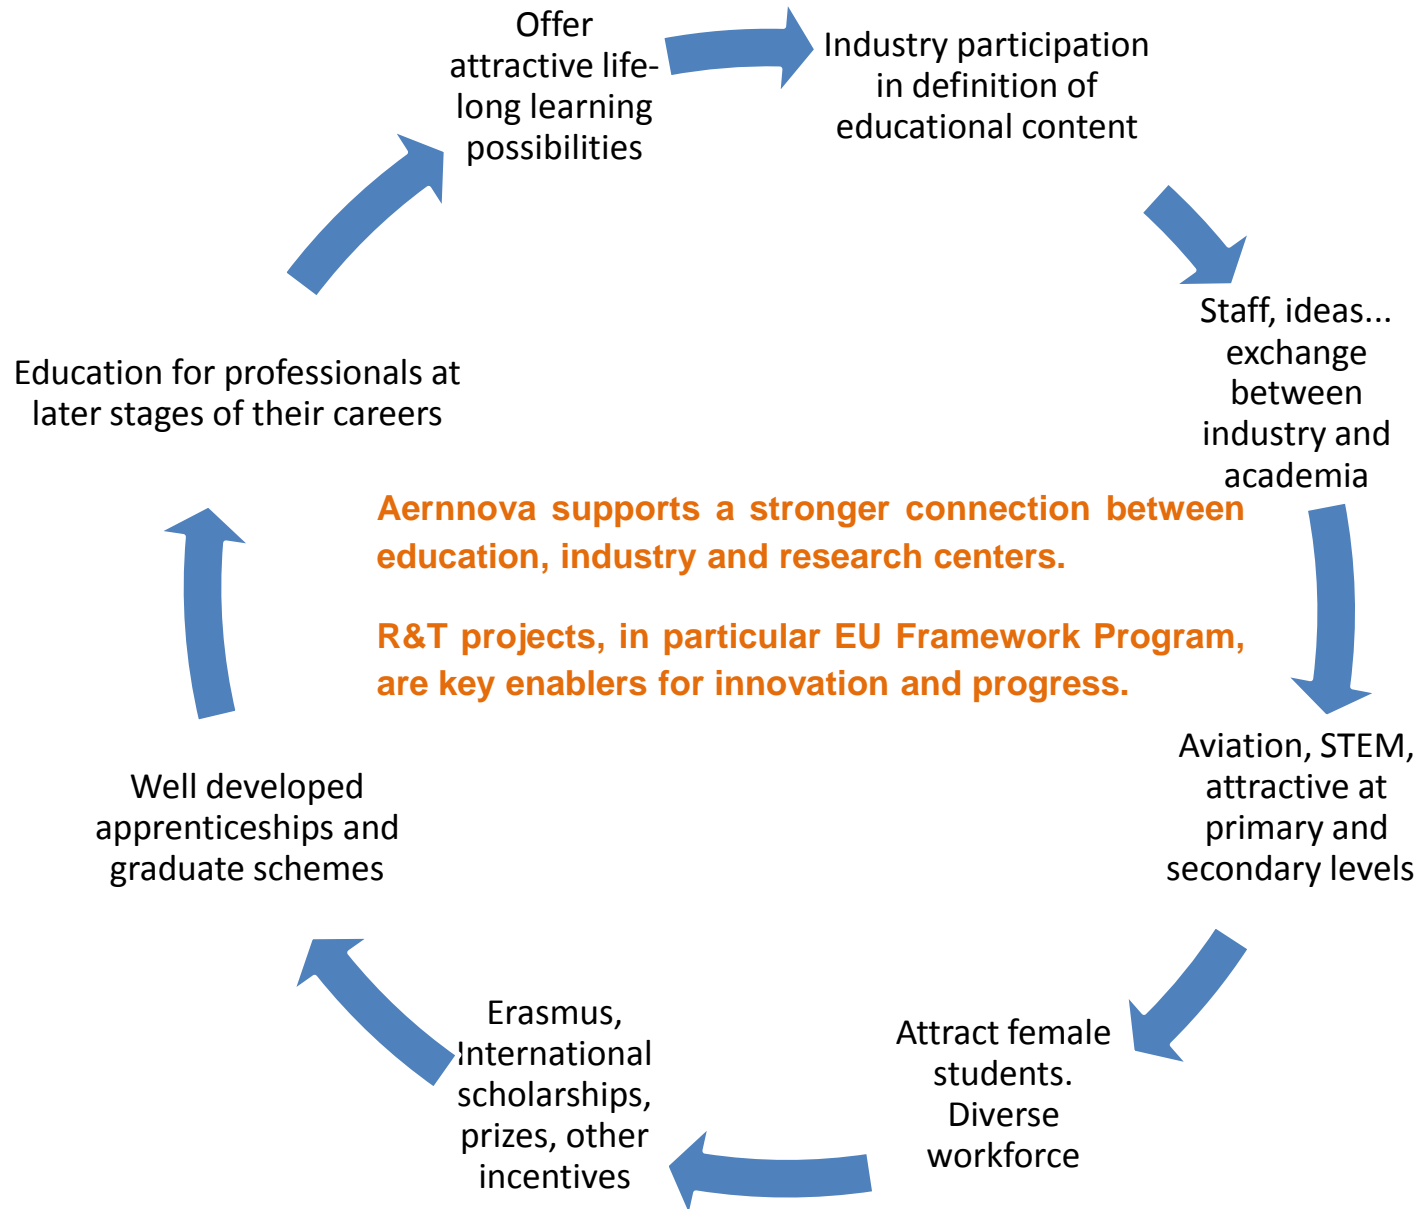 Offer
attractive life-
long learning
possibilities
Industry participation
in definition of
educational content
Staff, ideas...
exchange
between
industry and
academia
Aviation, STEM,
attractive at
primary and
secondary levels
Attract female
students.
Diverse
workforce
Erasmus,
International
scholarships,
prizes, other
incentives
Well developed
apprenticeships and
graduate schemes
Education for professionals at
later stages of their careers
Aernnova supports a stronger connection between
education, industry and research centers.
R&T projects, in particular EU Framework Program,
are key enablers for innovation and progress.